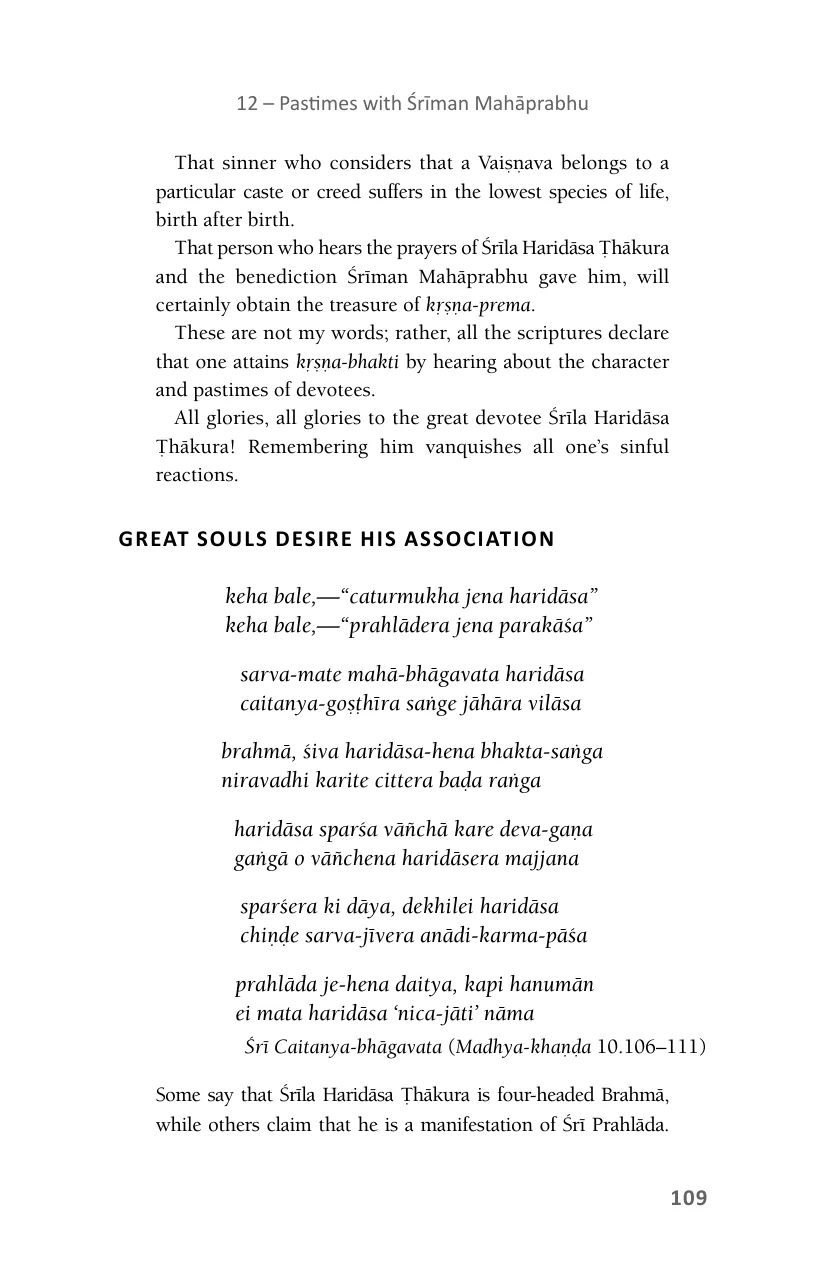 12 – Pastimes with Śrīman Mahāprabhu
That sinner who considers that a Vaiṣṇava belongs to a
particular caste or creed suffers in the lowest species of life,
birth after birth.
That person who hears the prayers of Śrīla Haridāsa Ṭhākura
and the benediction Śrīman Mahāprabhu gave him, will
certainly obtain the treasure of kṛṣṇa-prema.
These are not my words; rather, all the scriptures declare
that one attains kṛṣṇa-bhakti by hearing about the character
and pastimes of devotees.
All glories, all glories to the great devotee Śrīla Haridāsa
Ṭhākura! Remembering him vanquishes all one’s sinful
reactions.
GREAT SOULS DESIRE HIS ASSOCIATION
keha bale,—“caturmukha jena haridāsa”
keha bale,—“prahlādera jena parakāśa”
sarva-mate mahā-bhāgavata haridāsa
caitanya-goṣṭhīra saṅge jāhāra vilāsa
brahmā, śiva haridāsa-hena bhakta-saṅga
niravadhi karite cittera baḍa raṅga
haridāsa sparśa vāñchā kare deva-gaṇa
gaṅgā o vāñchena haridāsera majjana
sparśera ki dāya, dekhilei haridāsa
chiṇḍe sarva-jīvera anādi-karma-pāśa
prahlāda je-hena daitya, kapi hanumān
ei mata haridāsa ‘nica-jāti’ nāma
Śrī Caitanya-bhāgavata (Madhya-khaṇḍa 10.106–111)
Some say that Śrīla Haridāsa Ṭhākura is four-headed Brahmā,
while others claim that he is a manifestation of Śrī Prahlāda.
109